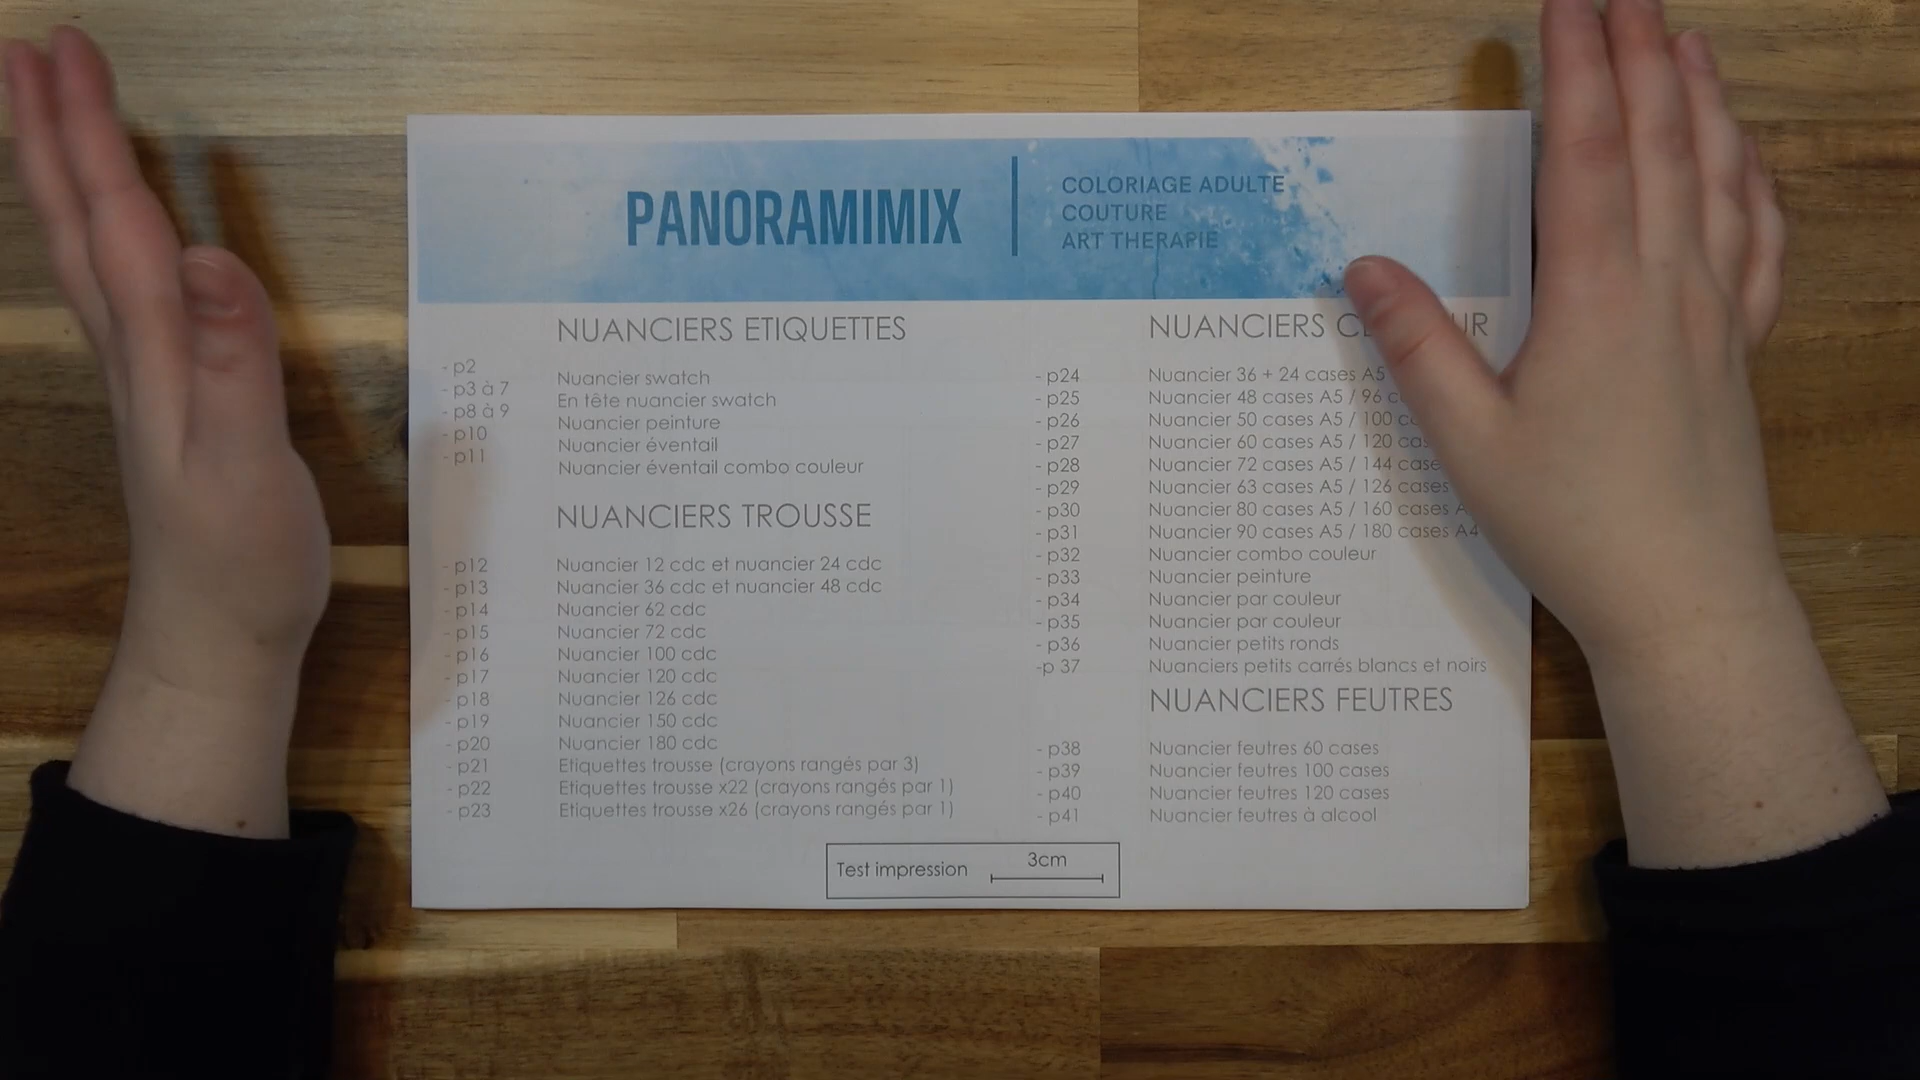 PANORAMIMIX
COLORIAGE ADULTE
COUTURE
ART THERAPIE
NUANCIERS ETIQUETTES
- p2 Nuancier swatch
- p3 à 7 En tête nuancier swatch
- p8 à 9 Nuancier peinture
- p10 Nuancier éventail
- p11 Nuancier éventail combo couleur
NUANCIERS TROUSSE
- p12 Nuancier 12 cdc et nuancier 24 cdc
- p13 Nuancier 36 cdc et nuancier 48 cdc
- p14 Nuancier 62 cdc
- p15 Nuancier 72 cdc
- p16 Nuancier 100 cdc
- p17 Nuancier 120 cdc
- p18 Nuancier 126 cdc
- p19 Nuancier 150 cdc
- p20 Nuancier 180 cdc
- p21 Etiquettes trousse (crayons rangés par 3)
- p22 Etiquettes trousse x22 (crayons rangés par 1)
- p23 Etiquettes trousse x26 (crayons rangés par 1)
NUANCIERS
- p24 Nuancier 36 + 24 cases A5
- p25 Nuancier 48 cases A5 / 96
- p26 Nuancier 50 cases A5 / 100
- p27 Nuancier 60 cases A5 / 120
- p28 Nuancier 72 cases A5 / 144
- p29 Nuancier 63 cases A5 / 126 cases
- p30 Nuancier 80 cases A5 / 160 cases
- p31 Nuancier 90 cases A5 / 180 cases A4
- p32 Nuancier combo couleur
- p33 Nuancier peinture
- p34 Nuancier par couleur
- p35 Nuancier par couleur
- p36 Nuancier petits ronds
-p 37 Nuanciers petits carrés blancs et noirs
NUANCIERS FEUTRES
- p38 Nuancier feutres 60 cases
- p39 Nuancier feutres 100 cases
- p40 Nuancier feutres 120 cases
- p41 Nuancier feutres à alcool
Test impression 3cm